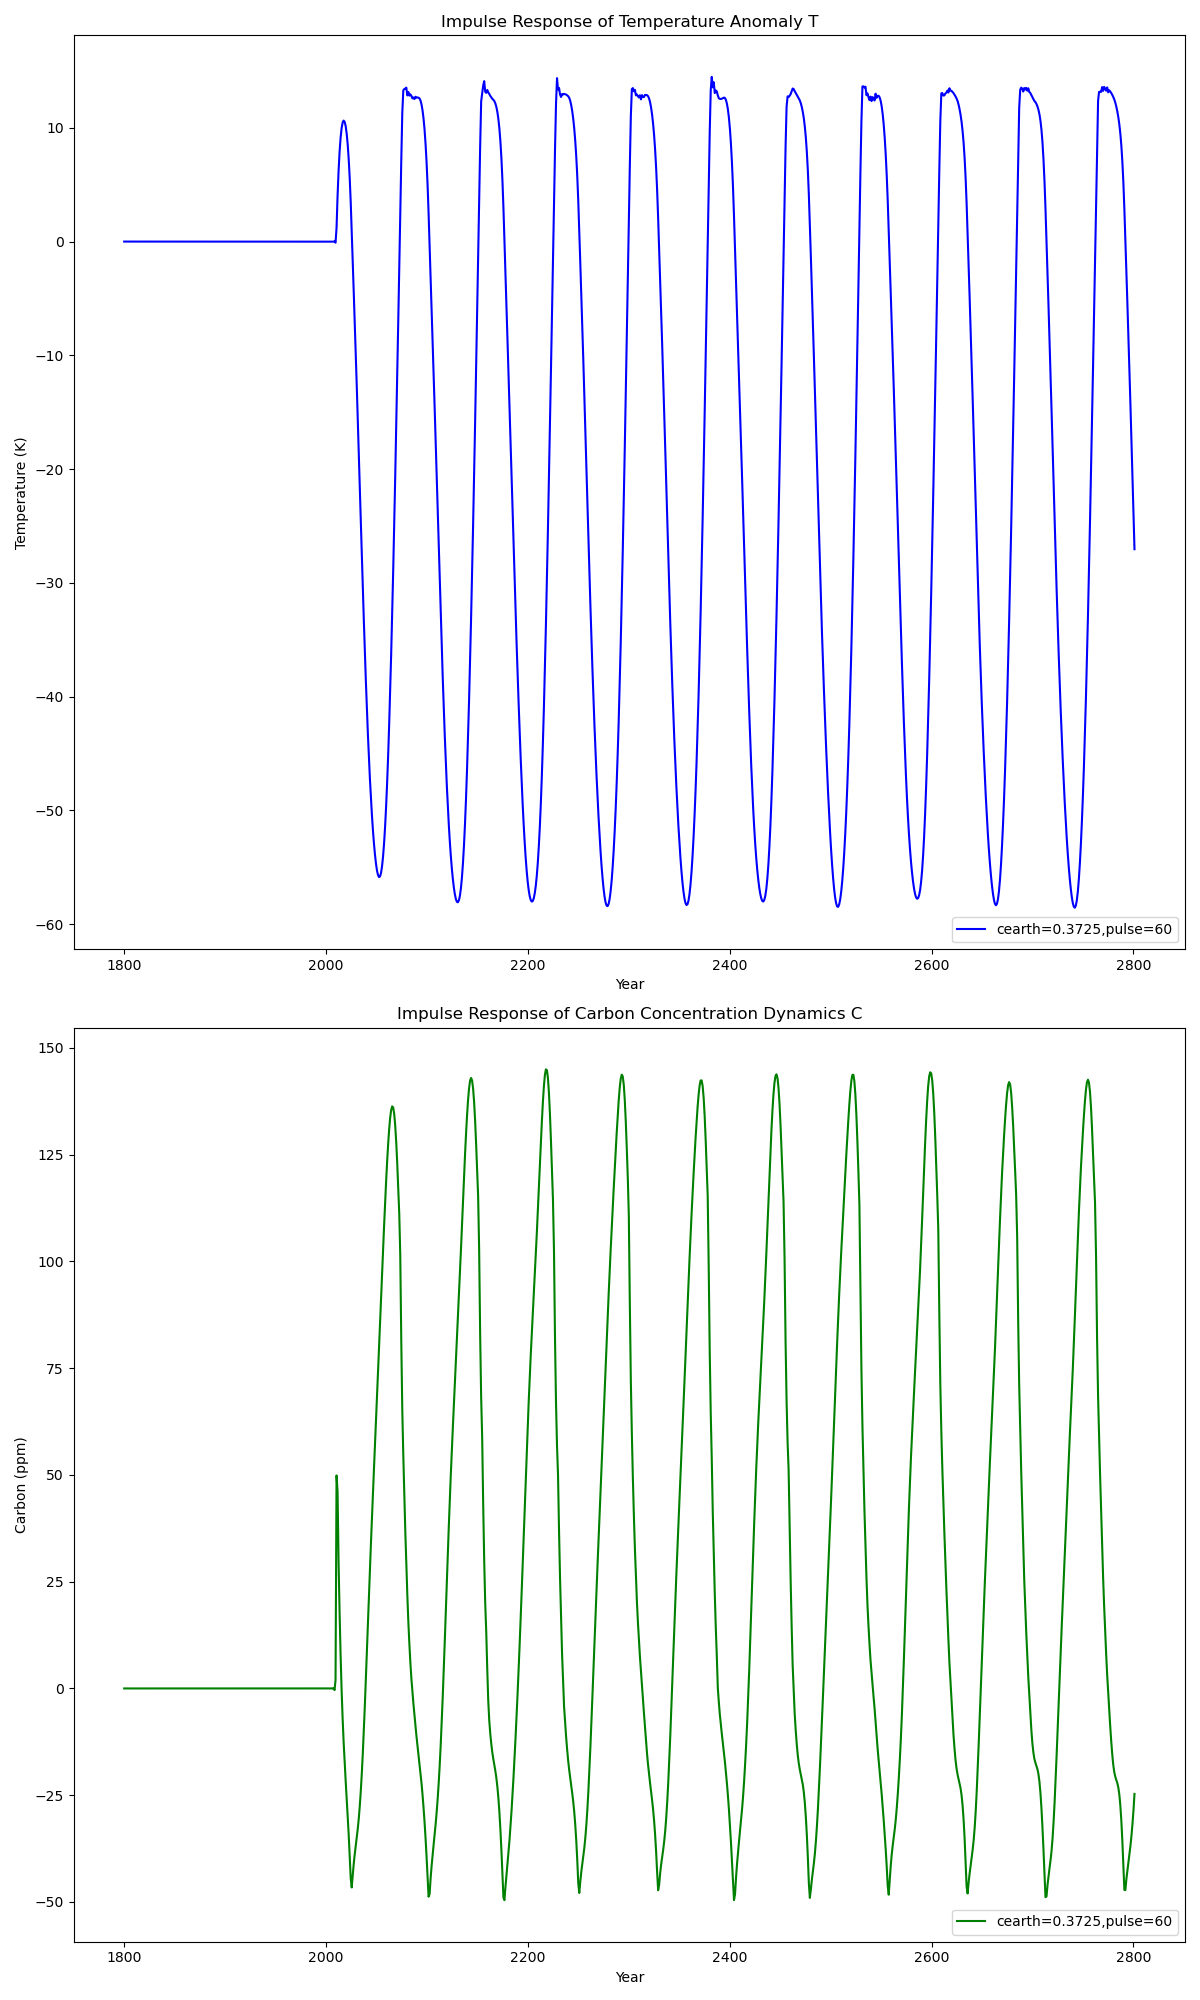 Impulse Response of Temperature Anomaly T
Temperature (K)
10
0
−10
−20
−30
−40
−50
−60
cearth=0.3725,pulse=60
1800 2000 2200 2400 2600 2800
Year
Impulse Response of Carbon Concentration Dynamics C
Carbon (ppm)
150
125
100
75
50
25
0
−25
−50
cearth=0.3725,pulse=60
1800 2000 2200 2400 2600 2800
Year